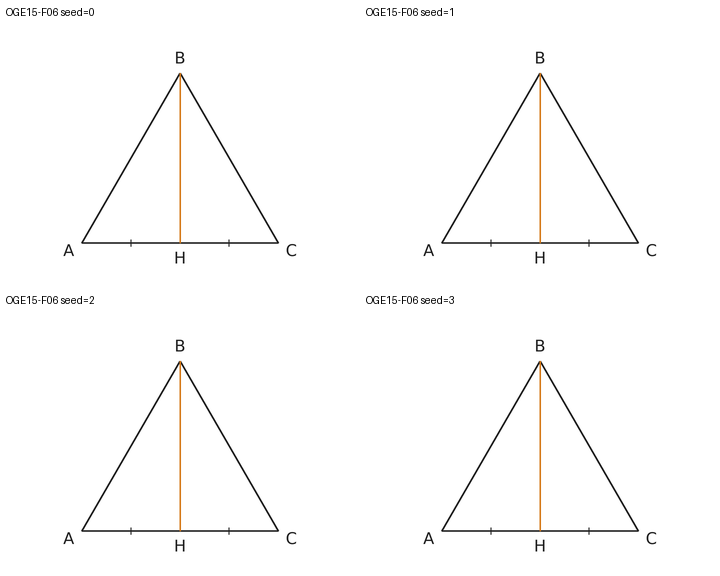 OGE15-F06 seed=0
B
A
H
C
OGE15-F06 seed=1
B
A
H
C
OGE15-F06 seed=2
B
A
H
C
OGE15-F06 seed=3
B
A
H
C